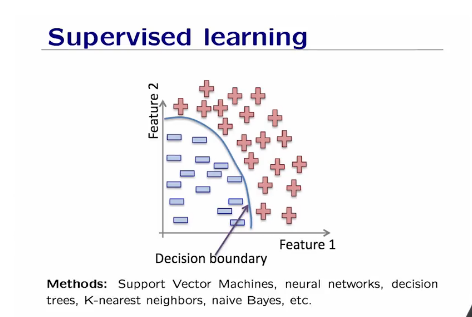 Supervised learning
Feature 2
Feature 1
Decision boundary
Methods: Support Vector Machines, neural networks, decision
trees, K-nearest neighbors, naive Bayes, etc.